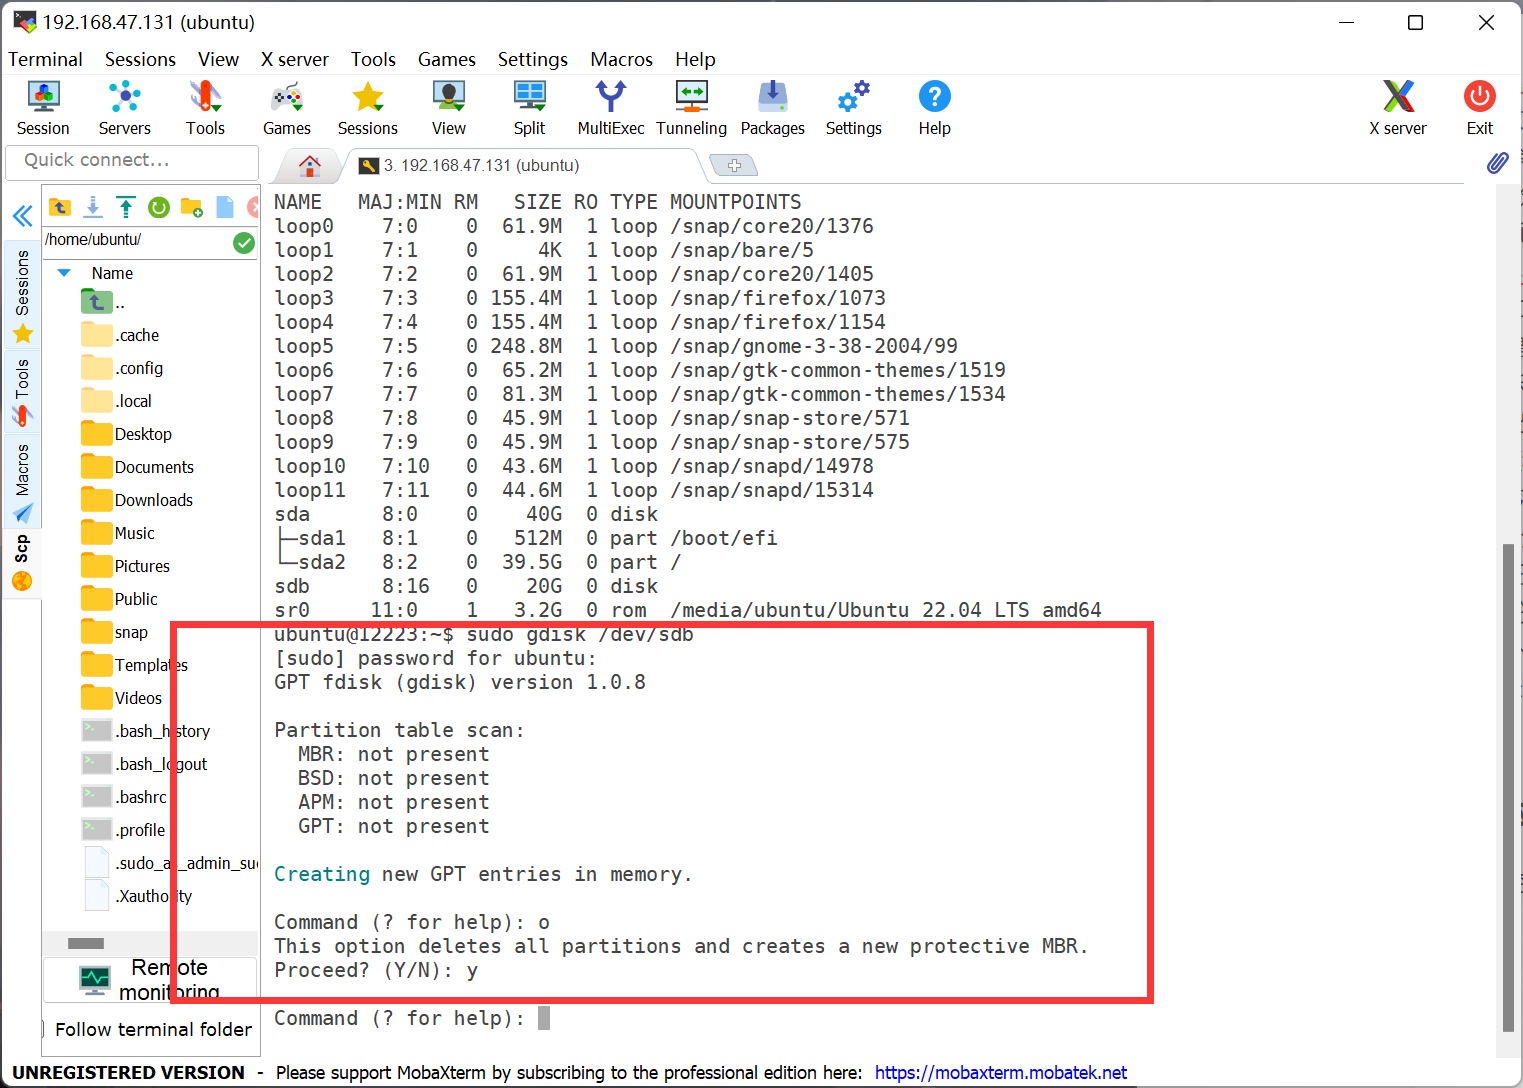 192.168.47.131 (ubuntu)
Terminal Sessions View X server Tools Games Settings Macros Help
Session Servers Tools Games Sessions View Split MultiExec Tunneling Packages Settings Help X server Exit
Quick connect...
3. 192.168.47.131 (ubuntu)
/home/ubuntu/
Name
..
.cache
.config
.local
Desktop
Documents
Downloads
Music
Pictures
Public
snap
Templates
Videos
.bash_history
.bash_logout
.bashrc
.profile
.sudo_as_admin_su
.Xauthority
Sessions
Tools
Macros
Scp
Remote
monitoring
Follow terminal folder
NAME MAJ:MIN RM SIZE RO TYPE MOUNTPOINTS
loop0 7:0 0 61.9M 1 loop /snap/core20/1376
loop1 7:1 0 4K 1 loop /snap/bare/5
loop2 7:2 0 61.9M 1 loop /snap/core20/1405
loop3 7:3 0 155.4M 1 loop /snap/firefox/1073
loop4 7:4 0 155.4M 1 loop /snap/firefox/1154
loop5 7:5 0 248.8M 1 loop /snap/gnome-3-38-2004/99
loop6 7:6 0 65.2M 1 loop /snap/gtk-common-themes/1519
loop7 7:7 0 81.3M 1 loop /snap/gtk-common-themes/1534
loop8 7:8 0 45.9M 1 loop /snap/snap-store/571
loop9 7:9 0 45.9M 1 loop /snap/snap-store/575
loop10 7:10 0 43.6M 1 loop /snap/snapd/14978
loop11 7:11 0 44.6M 1 loop /snap/snapd/15314
sda 8:0 0 40G 0 disk
├─sda1 8:1 0 512M 0 part /boot/efi
└─sda2 8:2 0 39.5G 0 part /
sdb 8:16 0 20G 0 disk
sr0 11:0 1 3.2G 0 rom /media/ubuntu/Ubuntu 22.04 LTS amd64
ubuntu@12223:~$ sudo gdisk /dev/sdb
[sudo] password for ubuntu:
GPT fdisk (gdisk) version 1.0.8
Partition table scan:
MBR: not present
BSD: not present
APM: not present
GPT: not present
Creating new GPT entries in memory.
Command (? for help): o
This option deletes all partitions and creates a new protective MBR.
Proceed? (Y/N): y
Command (? for help):
UNREGISTERED VERSION - Please support MobaXterm by subscribing to the professional edition here: https://mobaxterm.mobatek.net